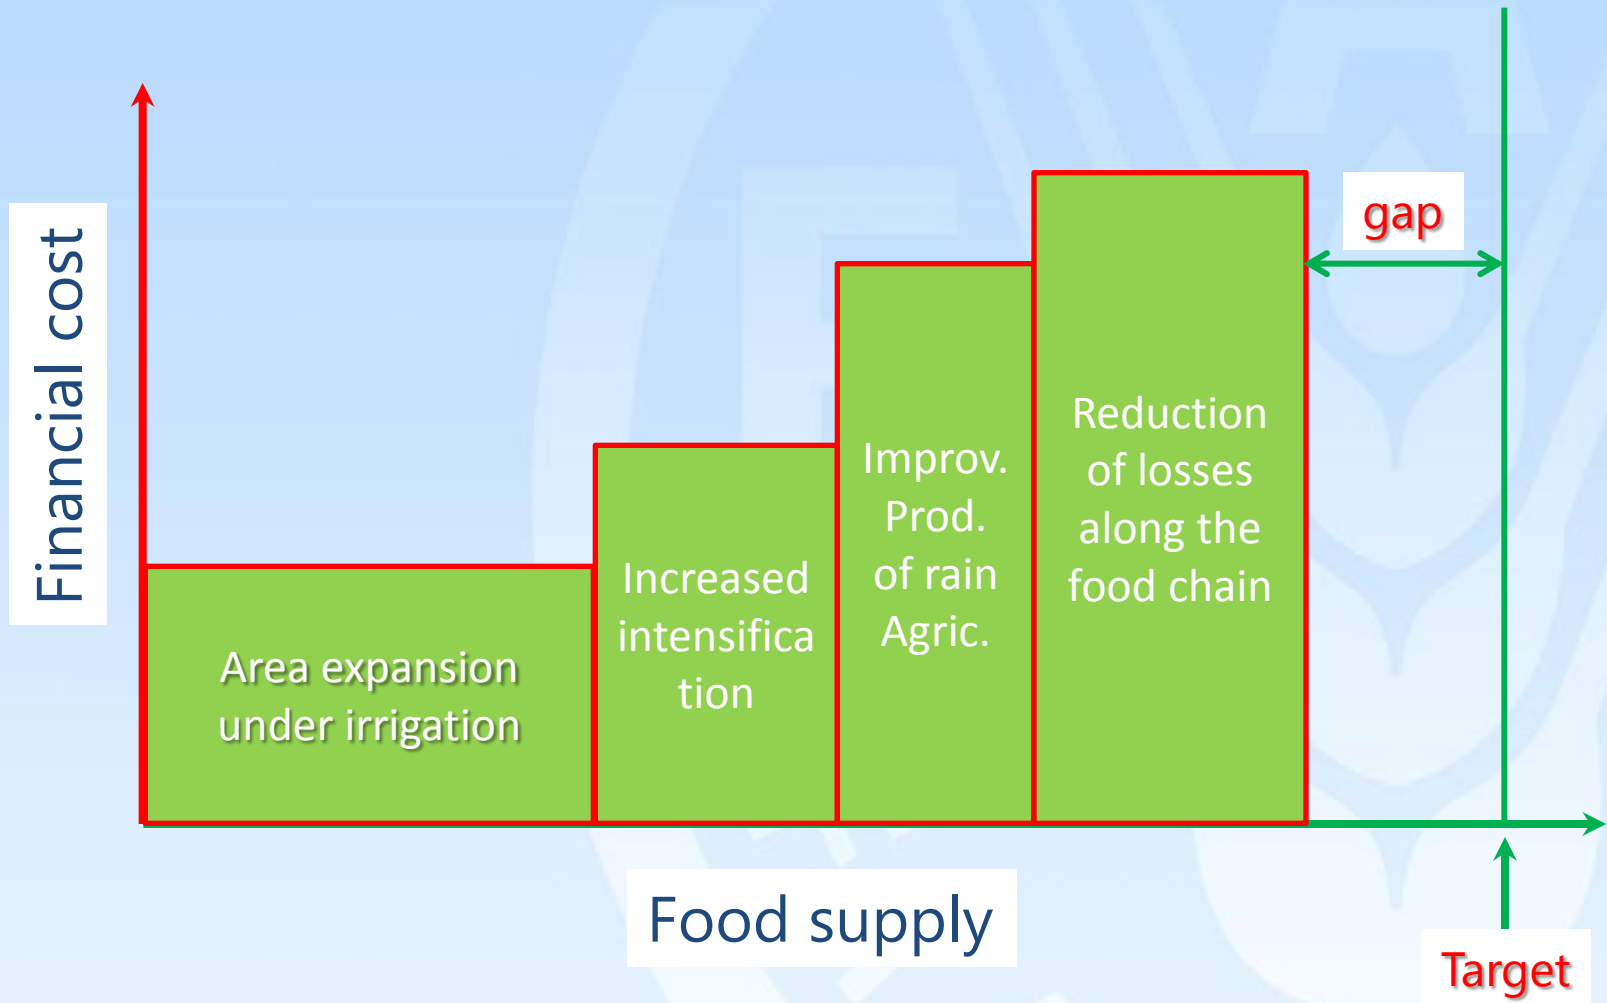 Financial cost
Area expansion
under irrigation
Increased
intensifica
tion
Improv.
Prod.
of rain
Agric.
Reduction
of losses
along the
food chain
gap
Food supply
Target